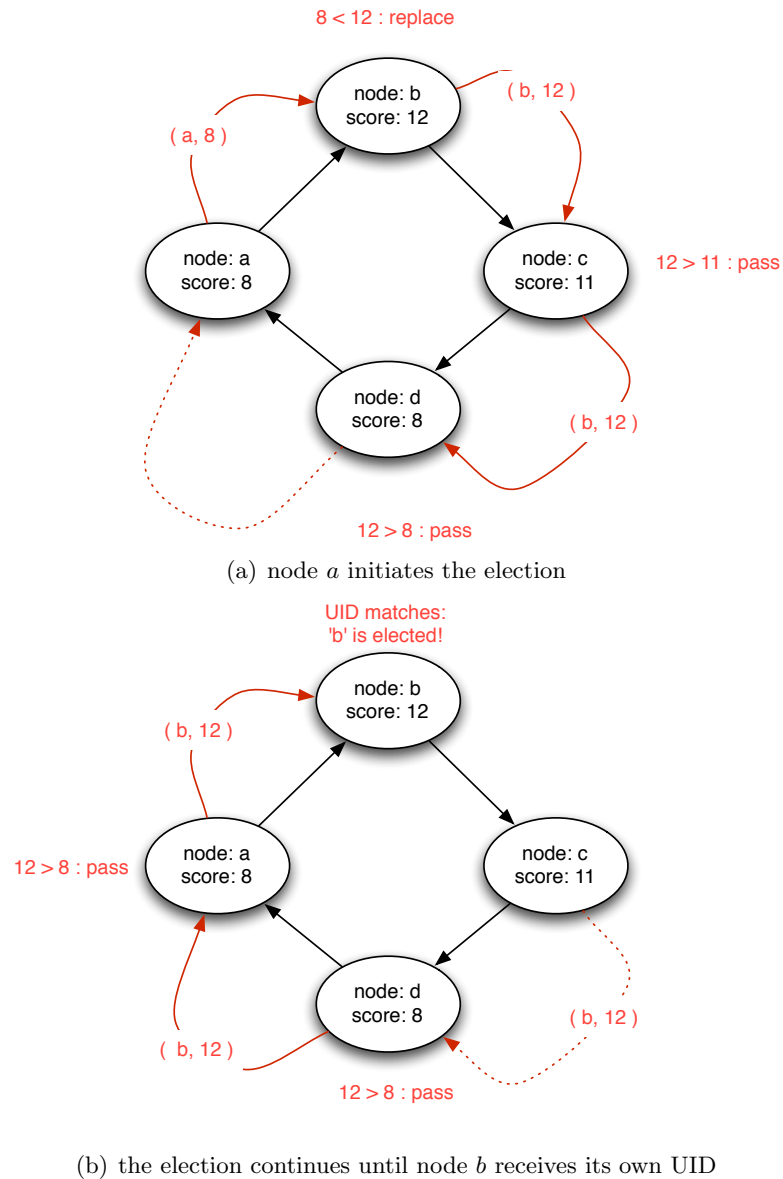 8 < 12 : replace
node: b
score: 12
( b, 12 )
( a, 8 )
node: a
score: 8
node: c
score: 11
12 > 11 : pass
node: d
score: 8
( b, 12 )
12 > 8 : pass
(a) node a initiates the election
UID matches:
'b' is elected!
node: b
score: 12
( b, 12 )
12 > 8 : pass
node: a
score: 8
node: c
score: 11
node: d
score: 8
( b, 12 )
( b, 12 )
12 > 8 : pass
(b) the election continues until node b receives its own UID